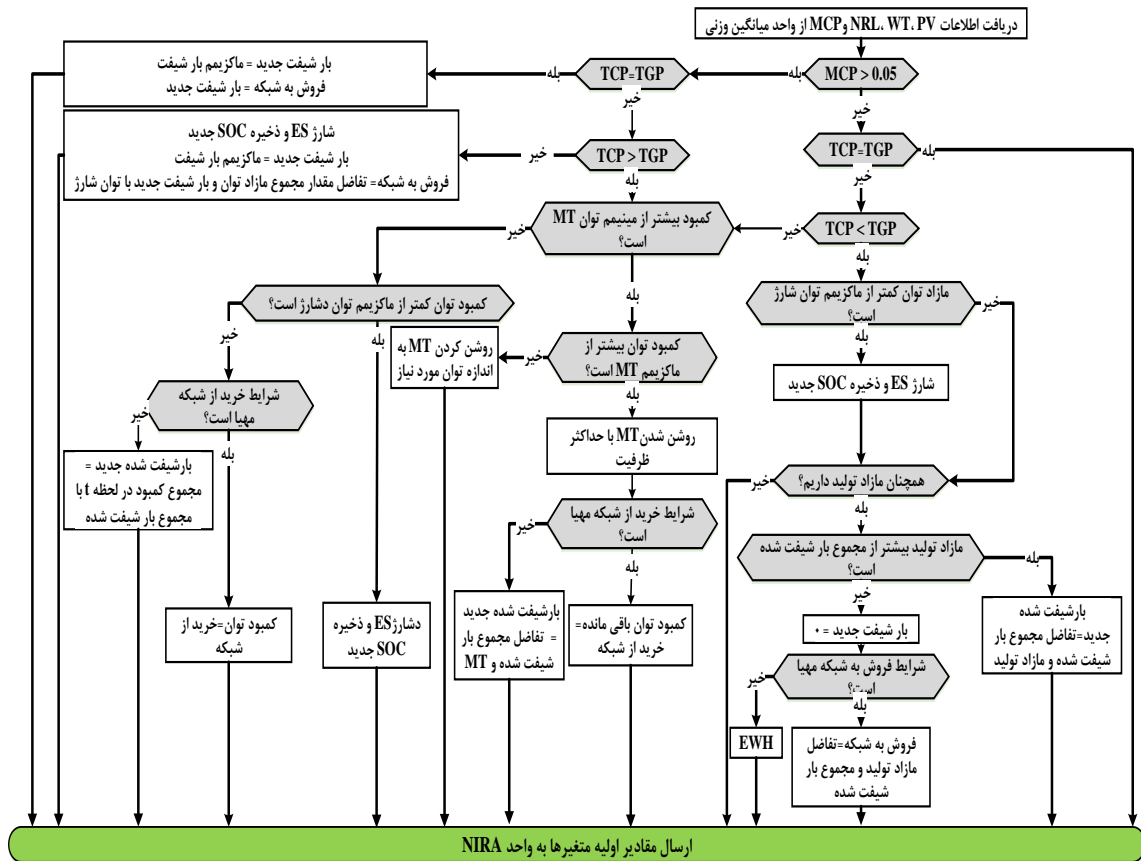 دریافت اطلاعات NRL، WT، PV وMCP از واحد میانگین وزنی
MCP > 0.05
بله
خیر
TCP=TGP
بله
خیر
بار شیفت جدید = ماکزیمم بار شیفت
فروش به شبکه = بار شیفت جدید
TCP > TGP
خیر
بله
شارژ ES و ذخیره SOC جدید
بار شیفت جدید = ماکزیمم بار شیفت
فروش به شبکه= تفاضل مقدار مجموع مازاد توان و بار شیفت جدید با توان شارژ
TCP=TGP
بله
خیر
TCP < TGP
خیر
بله
کمبود بیشتر از مینیمم توان MT
است؟
خیر
بله
کمبود توان کمتر از ماکزیمم توان دشارژ است؟
خیر
بله
مازاد توان کمتر از ماکزیمم توان شارژ
است؟
خیر
بله
کمبود توان بیشتر از
ماکزیمم MT است؟
خیر
بله
روشن کردن MT به
اندازه توان مورد نیاز
شارژ ES و ذخیره SOC جدید
شرایط خرید از شبکه
مهیا است؟
خیر
بله
روشن شدنMT با حداکثر
ظرفیت
بارشیفت شده جدید =
مجموع کمبود در لحظه t با
مجموع بار شیفت شده
همچنان مازاد تولید داریم؟
خیر
بله
شرایط خرید از شبکه مهیا
است؟
خیر
بله
مازاد تولید بیشتر از مجموع بار شیفت شده
است؟
بله
خیر
کمبود توان=خرید از
شبکه
دشارژES و ذخیره
SOC جدید
بارشیفت شده جدید
= تفاضل مجموع بار
شیفت شده و MT
کمبود توان باقی مانده=
خرید از شبکه
بار شیفت جدید = ۰
بارشیفت شده
جدید=تفاضل مجموع بار
شیفت شده و مازاد تولید
شرایط فروش به شبکه مهیا
است؟
خیر
بله
EWH
فروش به شبکه=تفاضل
مازاد تولید و مجموع بار
شیفت شده
ارسال مقادیر اولیه متغیرها به واحد NIRA